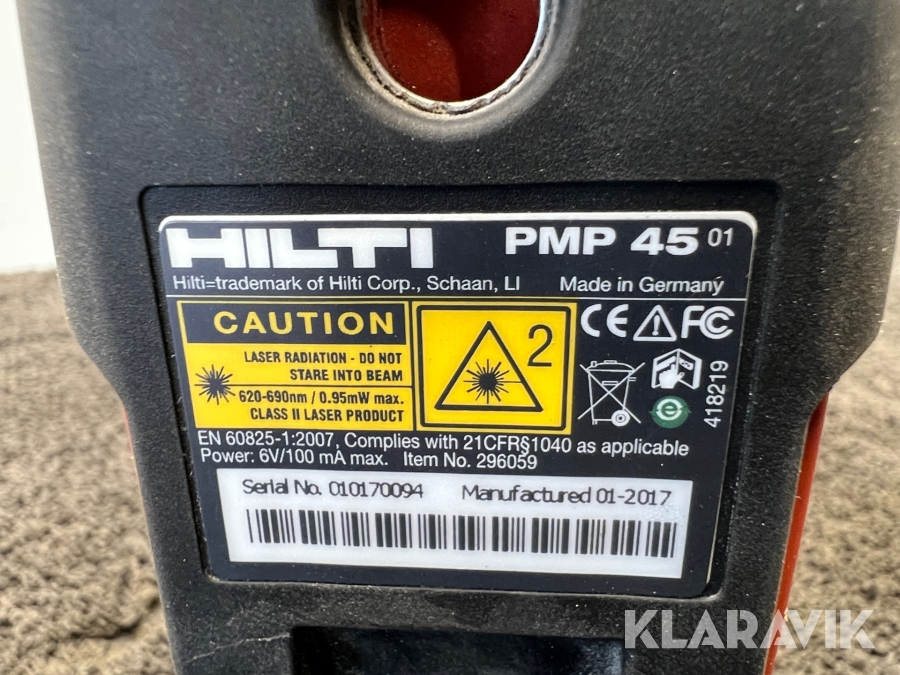 HILTI PMP 45 01
Hilti=trademark of Hilti Corp., Schaan, LI Made in Germany
CAUTION
LASER RADIATION - DO NOT
STARE INTO BEAM
620-690nm / 0.95mW max.
CLASS II LASER PRODUCT
2
CE FC
418219
EN 60825-1:2007, Complies with 21CFR§1040 as applicable
Power: 6V/100 mA max. Item No. 296059
Serial No. 010170094 Manufactured 01-2017
KLARAVIK